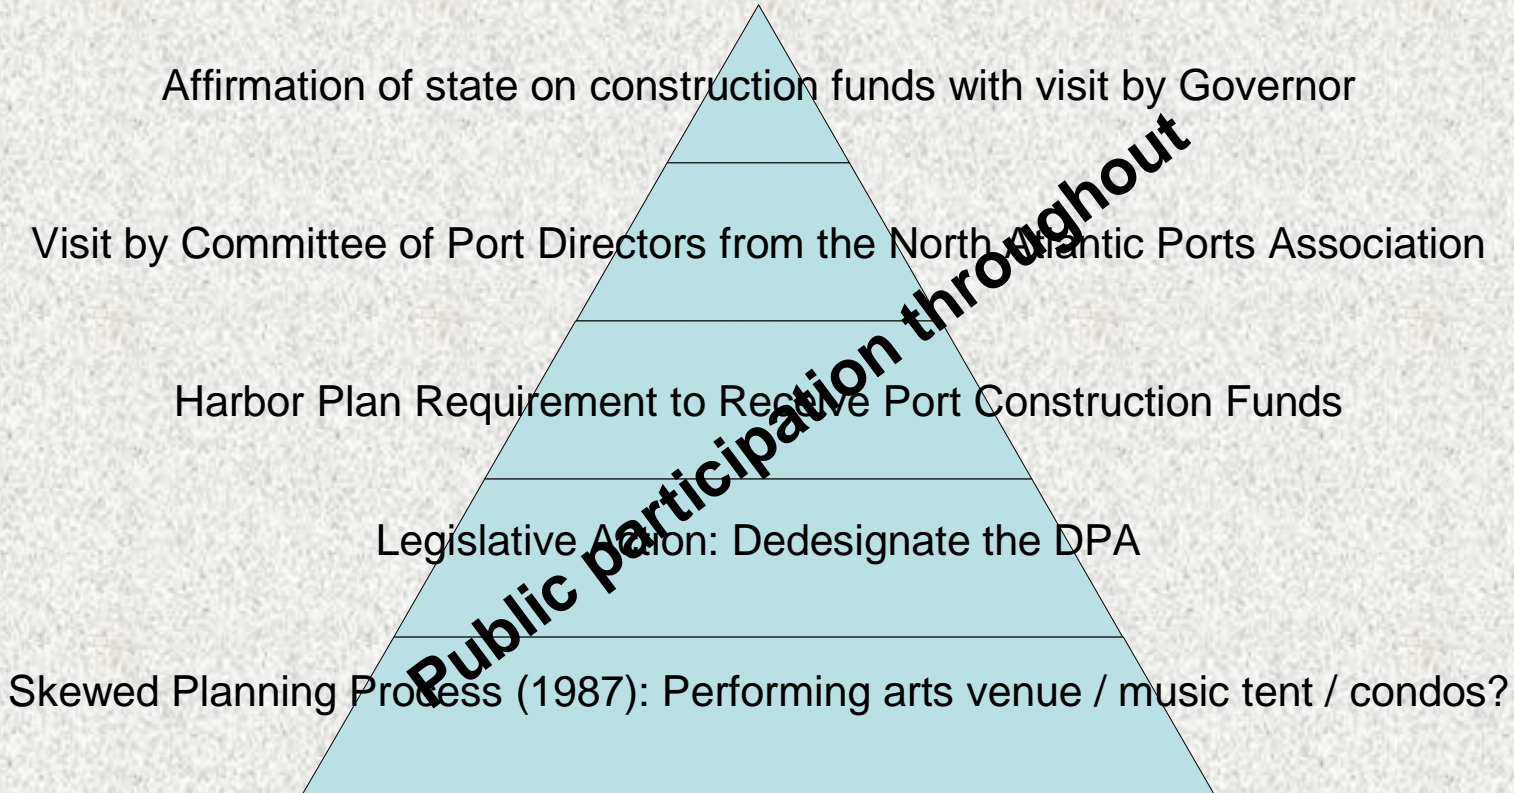 Affirmation of state on construction funds with visit by Governor
Visit by Committee of Port Directors from the North Atlantic Ports Association
Harbor Plan Requirement to Receive Port Construction Funds
Legislative Action: Dedesignate the DPA
Skewed Planning Process (1987): Performing arts venue / music tent / condos?
Public participation throughout